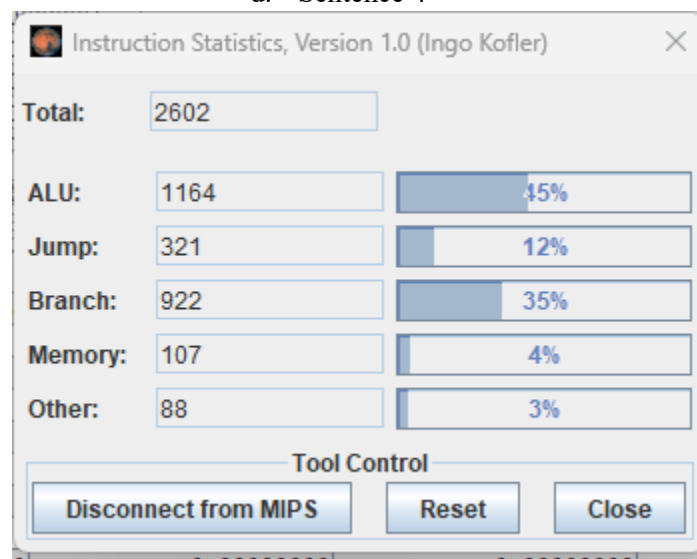 Instruction Statistics, Version 1.0 (Ingo Kofler)
Total: 2602
ALU: 1164 45%
Jump: 321 12%
Branch: 922 35%
Memory: 107 4%
Other: 88 3%
Tool Control
Disconnect from MIPS Reset Close